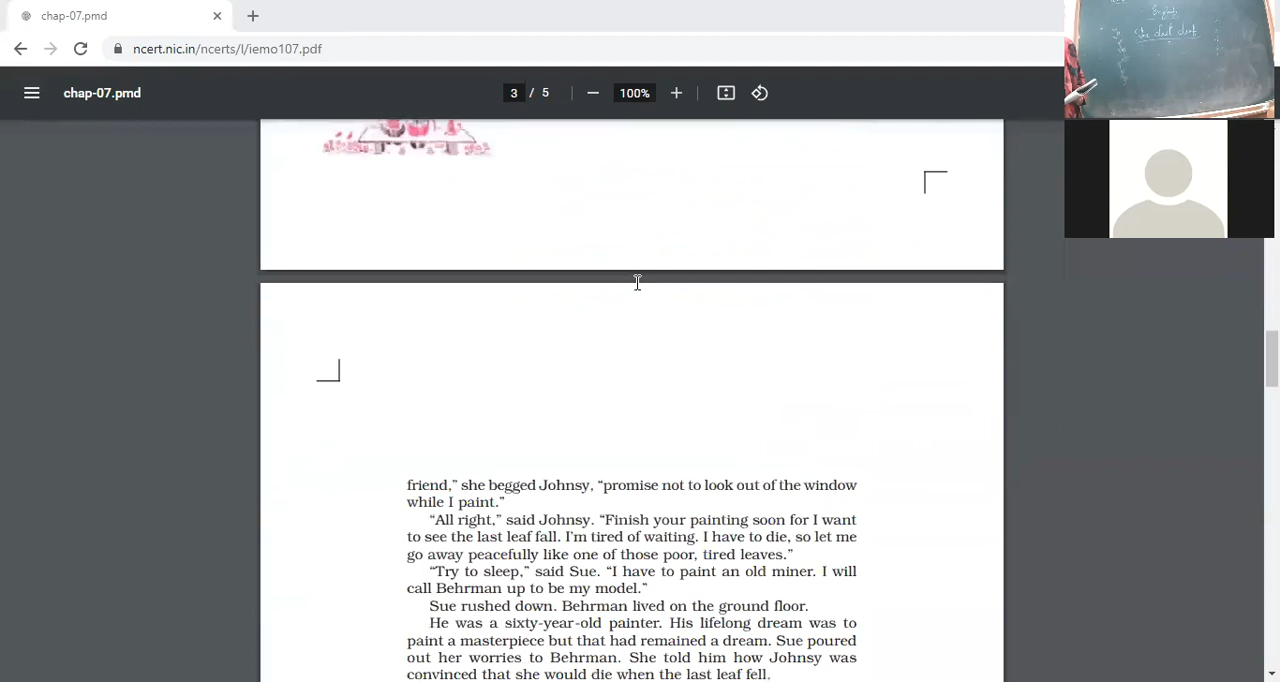 chap-07.pmd
ncert.nic.in/ncerts/l/iemo107.pdf
chap-07.pmd
3 / 5
100%
English
The last leaf
friend,” she begged Johnsy, “promise not to look out of the window
while I paint.”
“All right,” said Johnsy. “Finish your painting soon for I want
to see the last leaf fall. I’m tired of waiting. I have to die, so let me
go away peacefully like one of those poor, tired leaves.”
“Try to sleep,” said Sue. “I have to paint an old miner. I will
call Behrman up to be my model.”
Sue rushed down. Behrman lived on the ground floor.
He was a sixty-year-old painter. His lifelong dream was to
paint a masterpiece but that had remained a dream. Sue poured
out her worries to Behrman. She told him how Johnsy was
convinced that she would die when the last leaf fell.